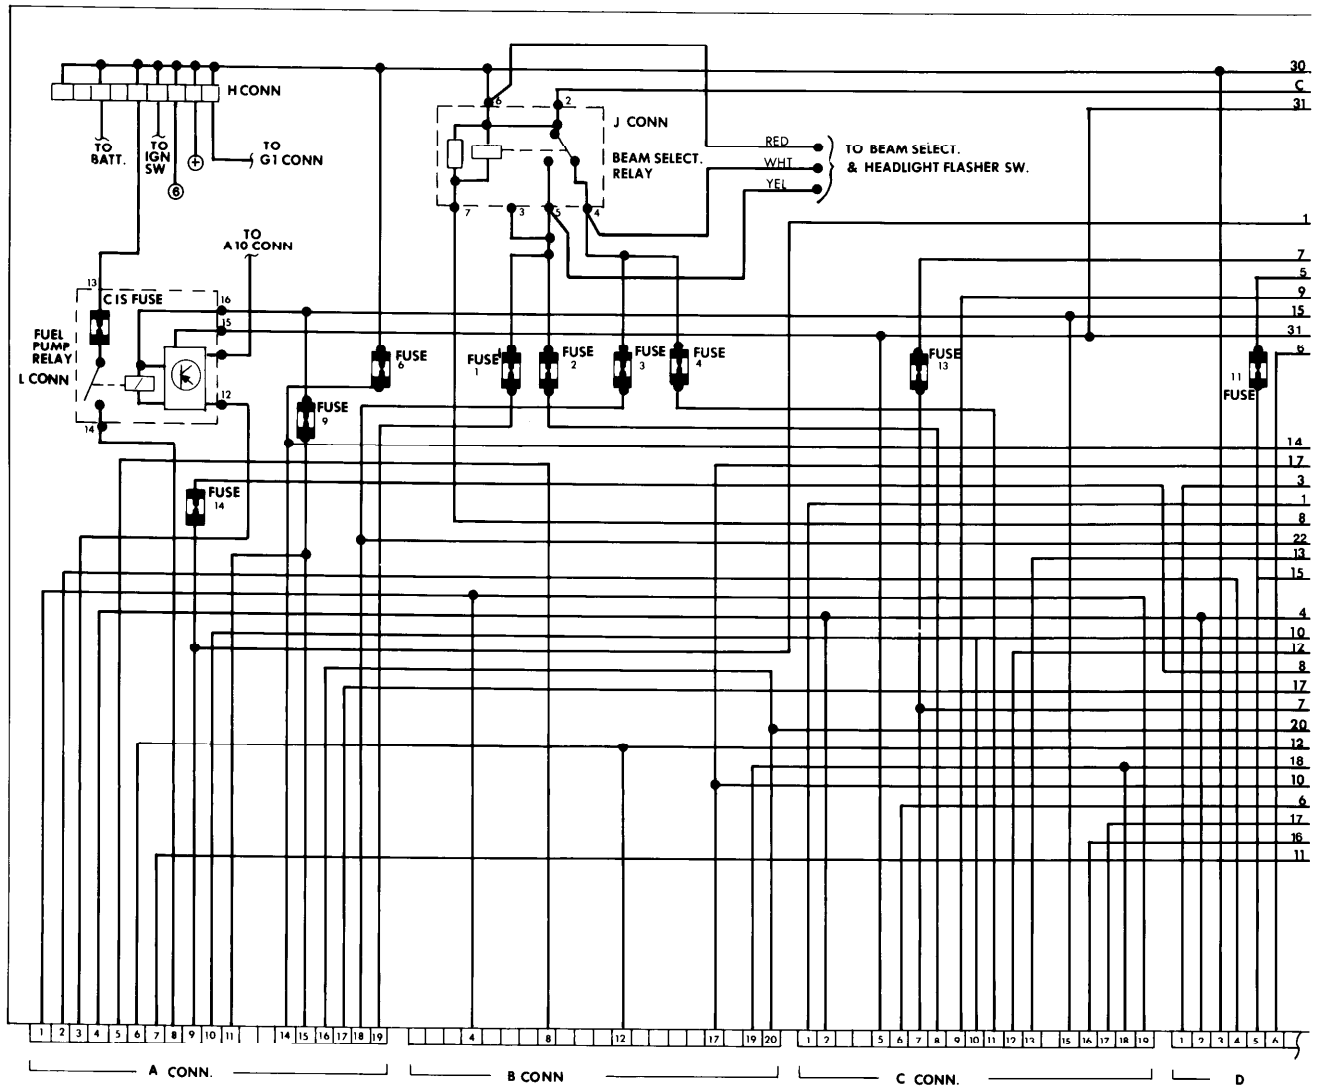 30
C
31
H CONN
TO BATT.
TO IGN SW
6
+
TO G1 CONN
6
2
J CONN
BEAM SELECT. RELAY
7
3
5
4
RED
WHT
YEL
TO BEAM SELECT.
& HEADLIGHT FLASHER SW.
1
TO
A10 CONN
7
5
9
15
31
6
13
CIS FUSE
16
15
FUEL PUMP RELAY
L CONN
12
14
FUSE 6
FUSE 9
FUSE 14
FUSE 1
FUSE 2
FUSE 3
FUSE 4
FUSE 13
11 FUSE
14
17
3
1
8
22
13
15
4
10
12
8
17
7
20
12
18
10
6
17
16
11
1 2 3 4 5 6 7 8 9 10 11 14 15 16 17 18 19
4 8 12 17 19 20
1 2 5 6 7 8 9 10 11 12 13 15 16 17 18 19
1 2 3 4 5 6
A CONN.
B CONN
C CONN.
D